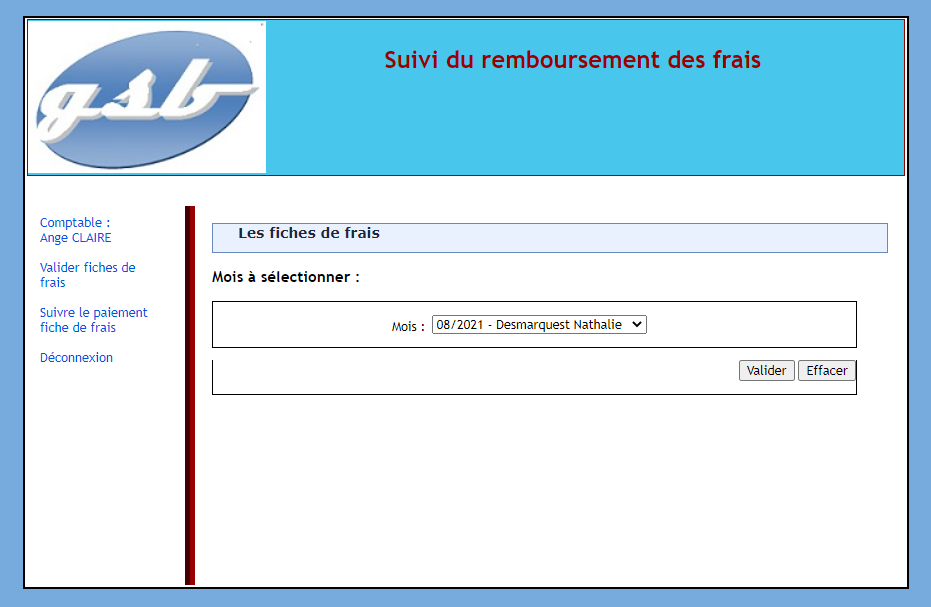 gsb
Suivi du remboursement des frais
Comptable :
Ange CLAIRE
Valider fiches de
frais
Suivre le paiement
fiche de frais
Déconnexion
Les fiches de frais
Mois à sélectionner :
Mois : 08/2021 - Desmarquest Nathalie
Valider Effacer